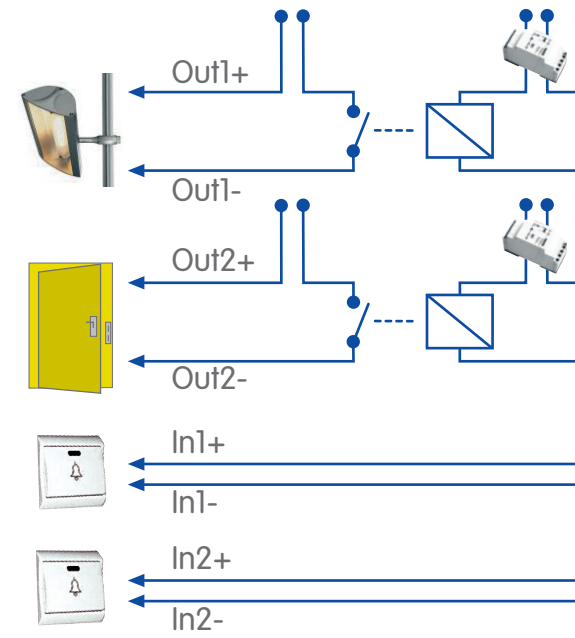 Out1+
Out1-
Out2+
Out2-
In1+
In1-
In2+
In2-